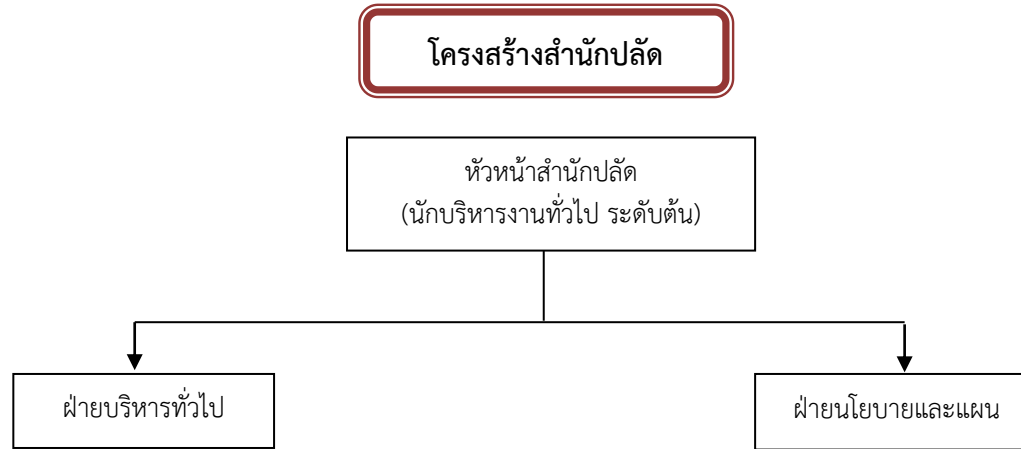 โครงสร้างสำนักปลัด
หัวหน้าสำนักปลัด
(นักบริหารงานทั่วไป ระดับต้น)
ฝ่ายบริหารทั่วไป
ฝ่ายนโยบายและแผน